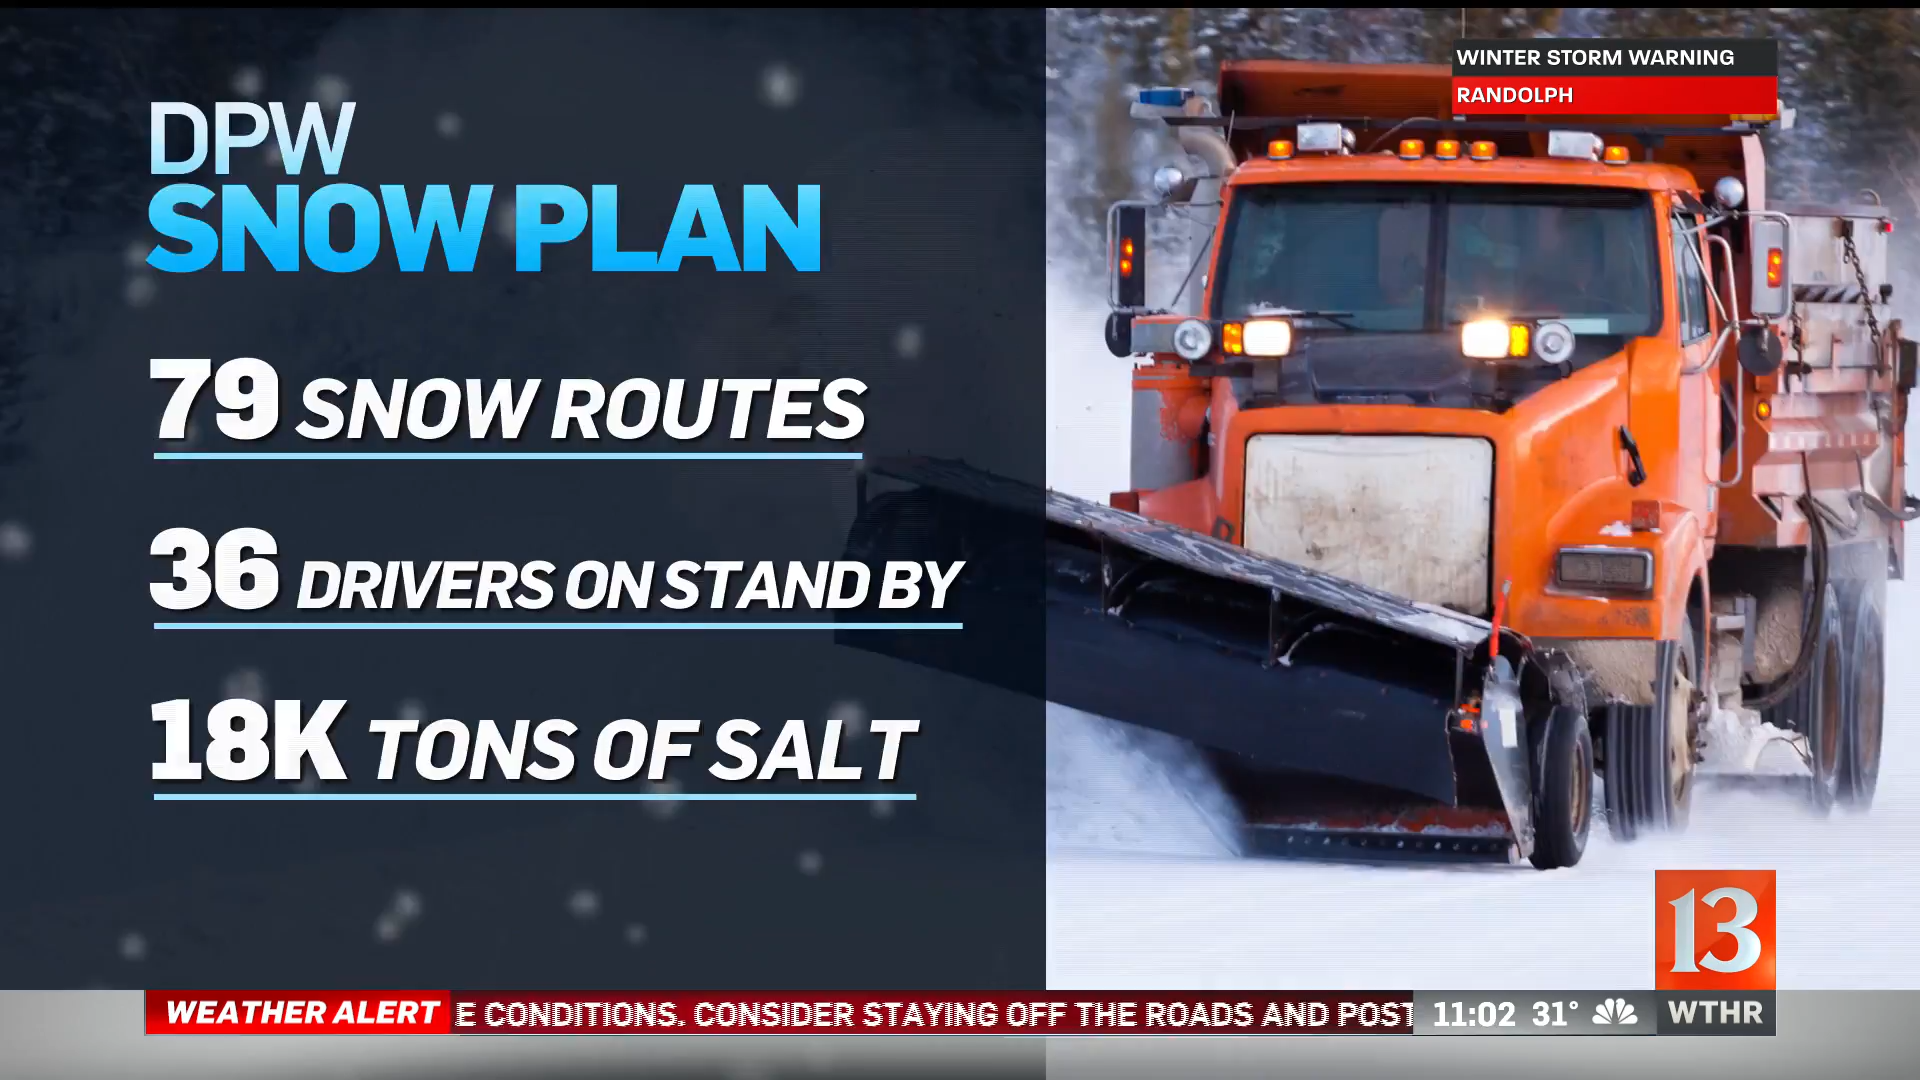 WINTER STORM WARNING
RANDOLPH
DPW
SNOW PLAN
79 SNOW ROUTES
36 DRIVERS ON STAND BY
18K TONS OF SALT
13
WEATHER ALERT E CONDITIONS. CONSIDER STAYING OFF THE ROADS AND POST 11:02 31° WTHR